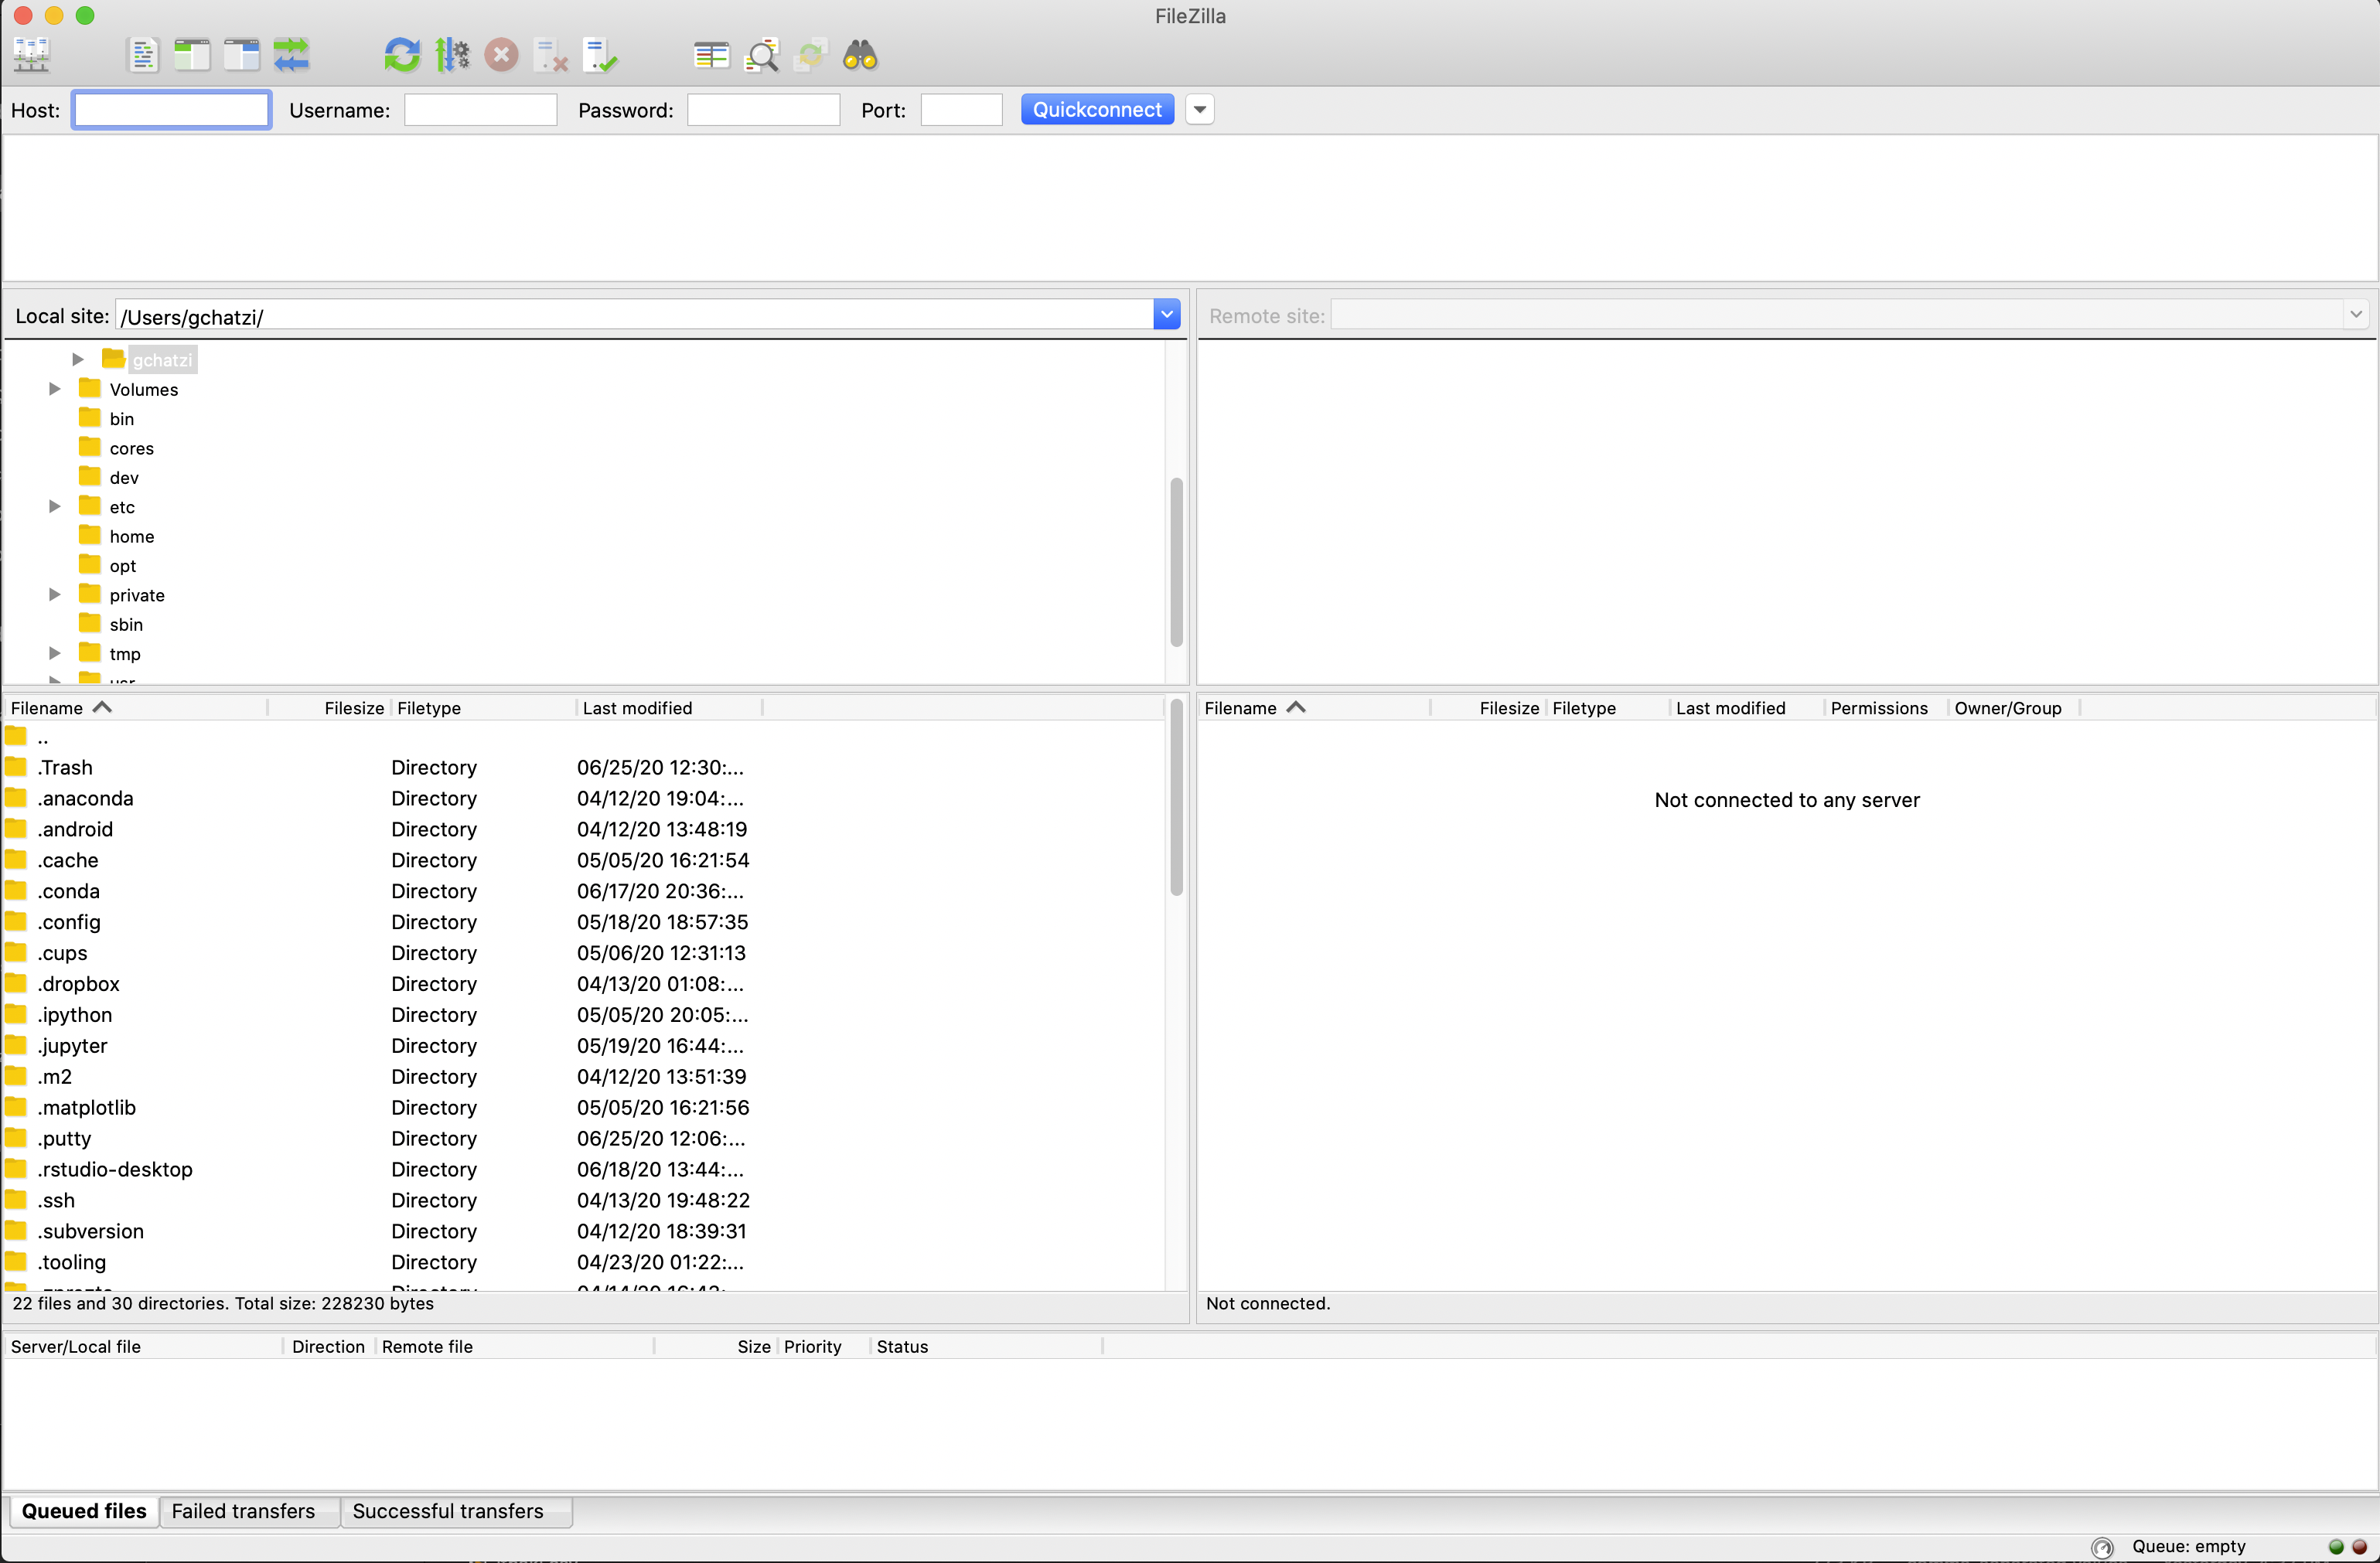 FileZilla
Host: Username: Password: Port: Quickconnect
Local site: /Users/gchatzi/
Remote site:
gchatzi
Volumes
bin
cores
dev
etc
home
opt
private
sbin
tmp
usr
Filename Filesize Filetype Last modified
..
.Trash Directory 06/25/20 12:30:...
.anaconda Directory 04/12/20 19:04:...
.android Directory 04/12/20 13:48:19
.cache Directory 05/05/20 16:21:54
.conda Directory 06/17/20 20:36:...
.config Directory 05/18/20 18:57:35
.cups Directory 05/06/20 12:31:13
.dropbox Directory 04/13/20 01:08:...
.ipython Directory 05/05/20 20:05:...
.jupyter Directory 05/19/20 16:44:...
.m2 Directory 04/12/20 13:51:39
.matplotlib Directory 05/05/20 16:21:56
.putty Directory 06/25/20 12:06:...
.rstudio-desktop Directory 06/18/20 13:44:...
.ssh Directory 04/13/20 19:48:22
.subversion Directory 04/12/20 18:39:31
.tooling Directory 04/23/20 01:22:...
22 files and 30 directories. Total size: 228230 bytes
Filename Filesize Filetype Last modified Permissions Owner/Group
Not connected to any server
Not connected.
Server/Local file Direction Remote file Size Priority Status
Queued files Failed transfers Successful transfers
Queue: empty